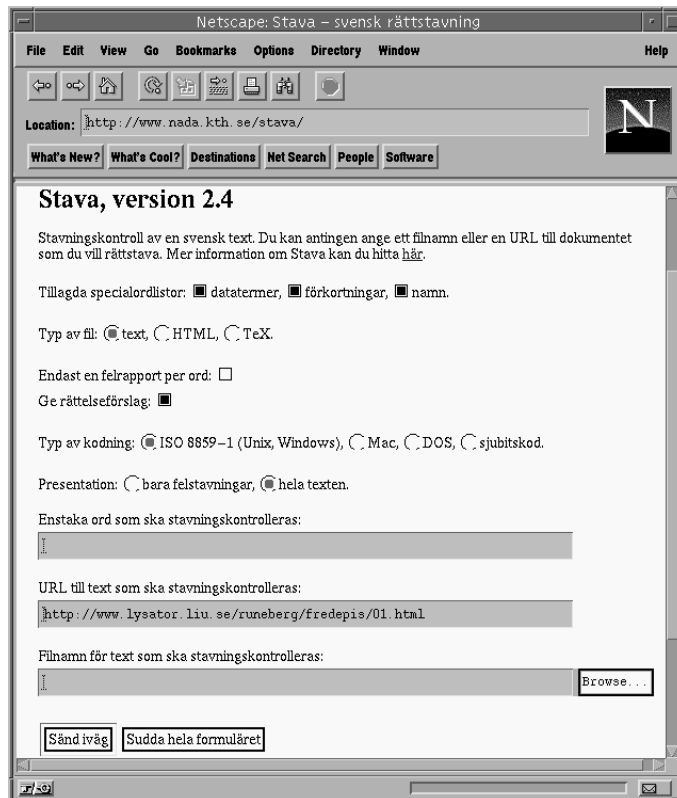 Netscape: Stava – svensk rättstavning
File Edit View Go Bookmarks Options Directory Window Help
Location: http://www.nada.kth.se/stava/
N
What's New? What's Cool? Destinations Net Search People Software
Stava, version 2.4
Stavningskontroll av en svensk text. Du kan antingen ange ett filnamn eller en URL till dokumentet
som du vill rättstava. Mer information om Stava kan du hitta här.
Tillagda specialordlistor: datatermer, förkortningar, namn.
Typ av fil: text, HTML, TeX.
Endast en felrapport per ord:
Ge rättelseförslag:
Typ av kodning: ISO 8859–1 (Unix, Windows), Mac, DOS, sjubitskod.
Presentation: bara felstavningar, hela texten.
Enstaka ord som ska stavningskontrolleras:
URL till text som ska stavningskontrolleras:
http://www.lysator.liu.se/runeberg/fredepis/01.html
Filnamn för text som ska stavningskontrolleras:
Browse...
Sänd iväg Sudda hela formuläret